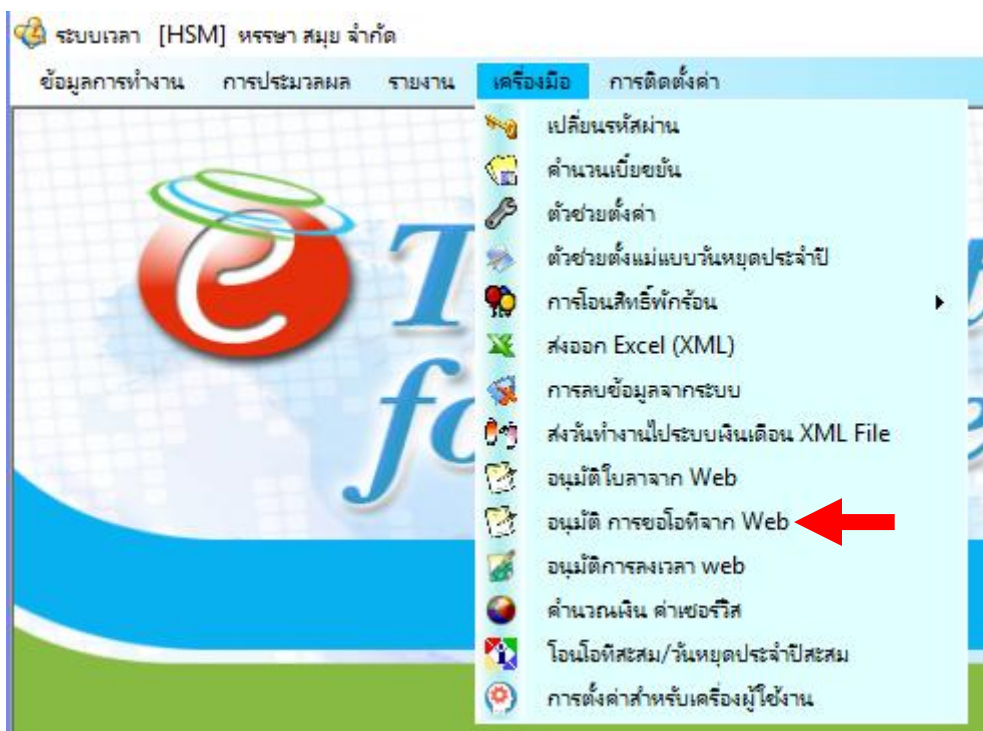 ระบบเวลา [HSM] หรรษา สมุย จำกัด
ข้อมูลการทำงาน การประมวลผล รายงาน เครื่องมือ การติดตั้งค่า
เปลี่ยนรหัสผ่าน
คำนวนเบี้ยขยัน
ตัวช่วยตั้งค่า
ตัวช่วยตั้งแม่แบบวันหยุดประจำปี
การโอนสิทธิ์พักร้อน
ส่งออก Excel (XML)
การลบข้อมูลจากระบบ
ส่งวันทำงานไประบบเงินเดือน XML File
อนุมัติใบลาจาก Web
อนุมัติ การขอโอทีจาก Web
อนุมัติการลงเวลา web
คำนวณเงิน ค่าเซอร์วิส
โอนโอทีสะสม/วันหยุดประจำปีสะสม
การตั้งค่าสำหรับเครื่องผู้ใช้งาน
e